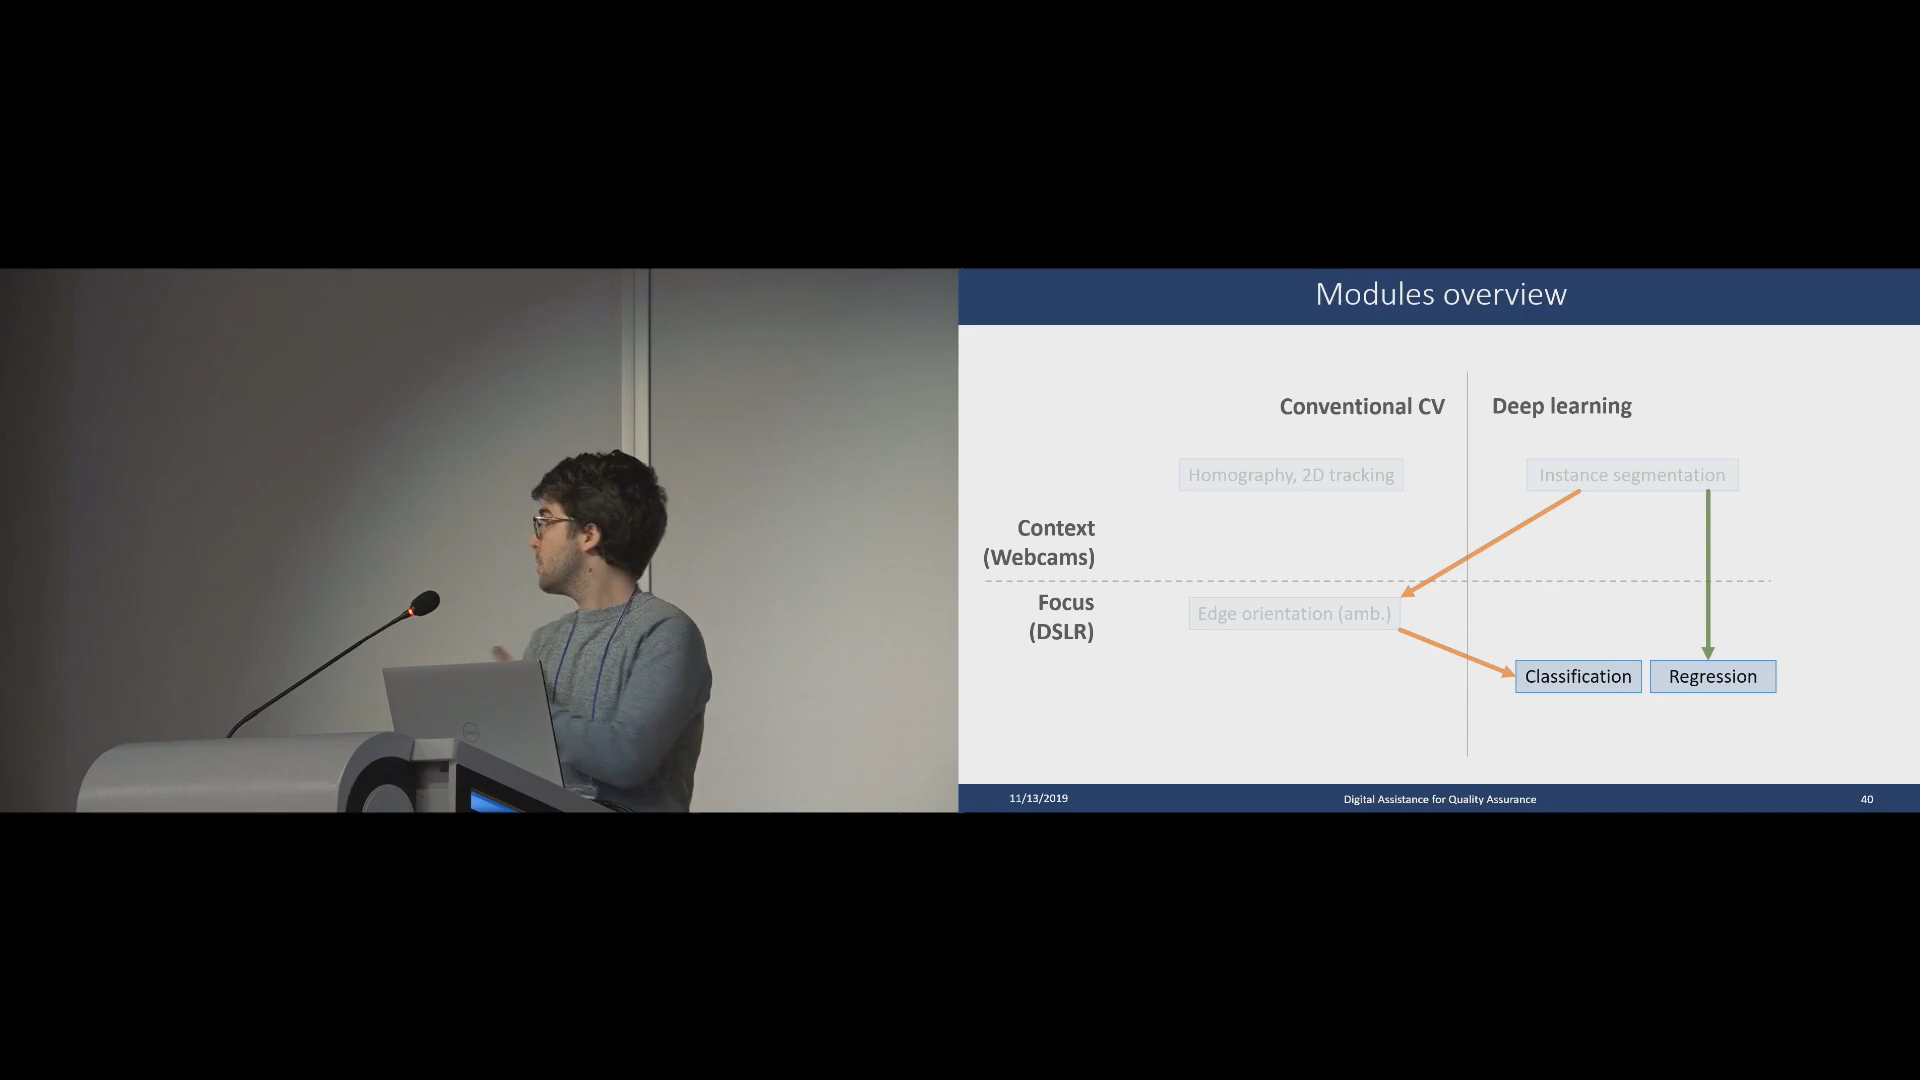 Modules overview
Conventional CV
Deep learning
Homography, 2D tracking
Instance segmentation
Context
(Webcams)
Focus
(DSLR)
Edge orientation (amb.)
Classification
Regression
11/13/2019
Digital Assistance for Quality Assurance
40